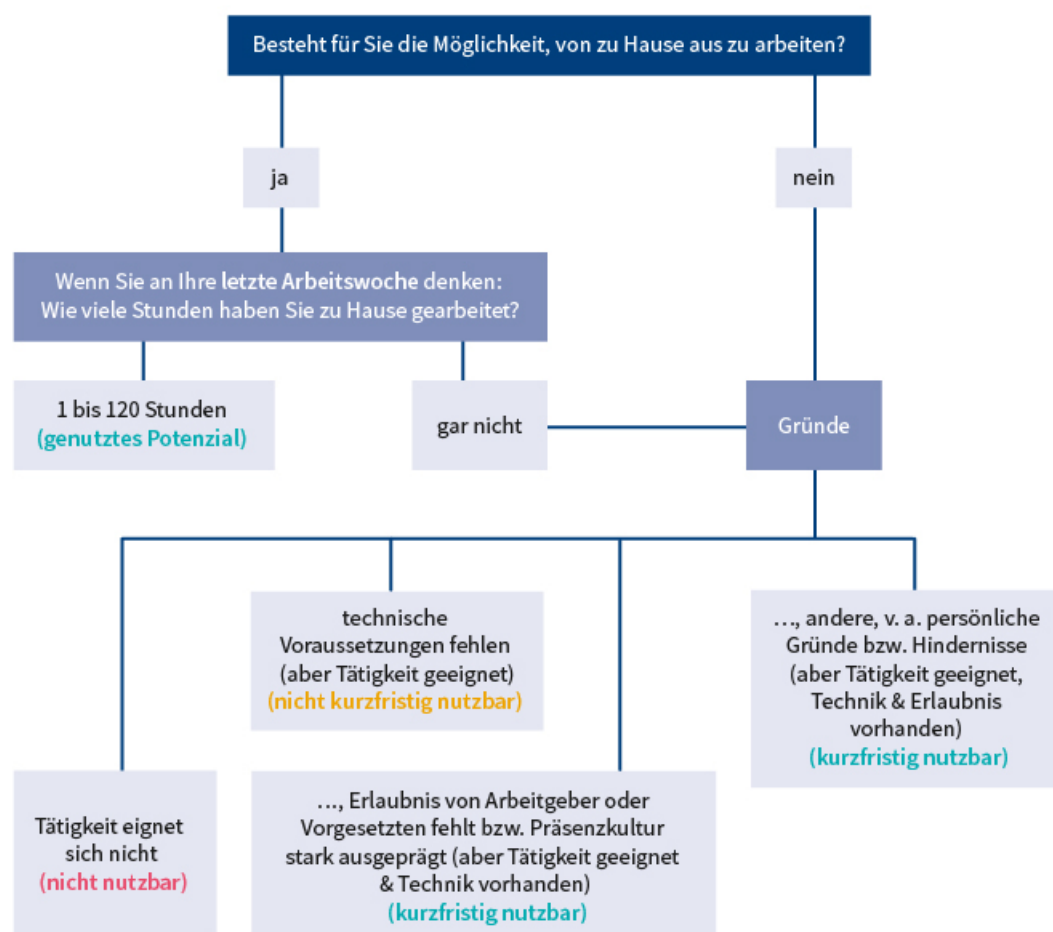 Besteht für Sie die Möglichkeit, von zu Hause aus zu arbeiten?
ja
nein
Wenn Sie an Ihre letzte Arbeitswoche denken:
Wie viele Stunden haben Sie zu Hause gearbeitet?
1 bis 120 Stunden
(genutztes Potenzial)
gar nicht
Gründe
technische
Voraussetzungen fehlen
(aber Tätigkeit geeignet)
(nicht kurzfristig nutzbar)
…, andere, v. a. persönliche
Gründe bzw. Hindernisse
(aber Tätigkeit geeignet,
Technik & Erlaubnis
vorhanden)
(kurzfristig nutzbar)
Tätigkeit eignet
sich nicht
(nicht nutzbar)
…, Erlaubnis von Arbeitgeber oder
Vorgesetzten fehlt bzw. Präsenzkultur
stark ausgeprägt (aber Tätigkeit geeignet
& Technik vorhanden)
(kurzfristig nutzbar)